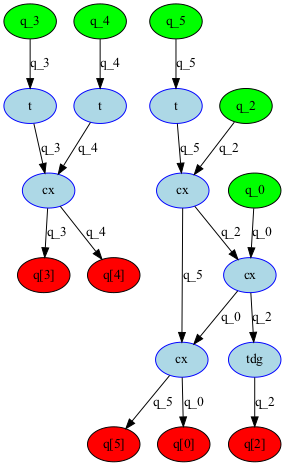 q_3 q_4 q_5
q_3 q_4 q_5
t t t q_2
q_3 q_4 q_5 q_2
cx cx q_0
q_3 q_4 q_2 q_0
q[3] q[4] q_5 cx
q_0 q_2
cx tdg
q_5 q_0 q_2
q[5] q[0] q[2]